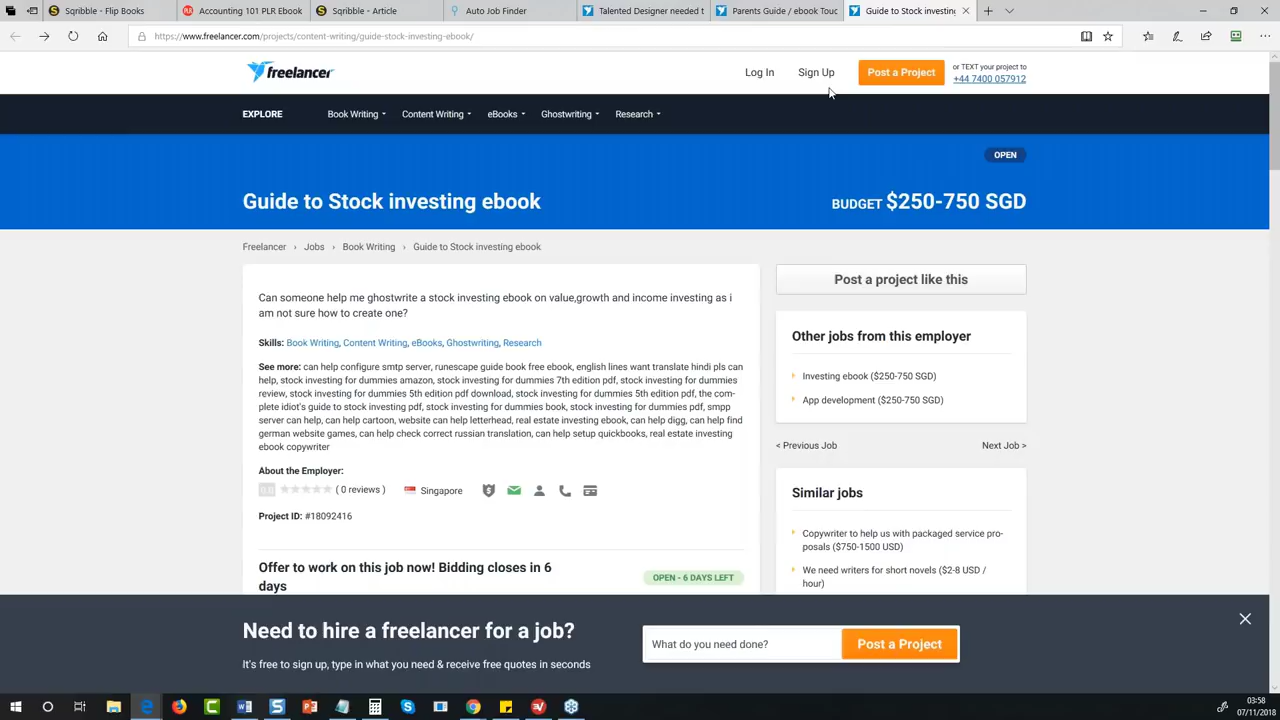 Sqribble - Flip Books
Accounting 101 PLR Ebook
Sqribble - Article
Auto Job Finder
Talented Designer needed t
Parents Guide / ebook Touc
Guide to Stock investing
https://www.freelancer.com/projects/content-writing/guide-stock-investing-ebook/
freelancer
Log In
Sign Up
Post a Project
or TEXT your project to
+44 7400 057912
EXPLORE
Book Writing
Content Writing
eBooks
Ghostwriting
Research
OPEN
Guide to Stock investing ebook
BUDGET $250-750 SGD
Freelancer › Jobs › Book Writing › Guide to Stock investing ebook
Can someone help me ghostwrite a stock investing ebook on value,growth and income investing as i
am not sure how to create one?
Skills: Book Writing, Content Writing, eBooks, Ghostwriting, Research
See more: can help configure smtp server, runescape guide book free ebook, english lines want translate hindi pls can
help, stock investing for dummies amazon, stock investing for dummies 7th edition pdf, stock investing for dummies
review, stock investing for dummies 5th edition pdf download, stock investing for dummies 5th edition pdf, the com-
plete idiot's guide to stock investing pdf, stock investing for dummies book, stock investing for dummies pdf, smpp
server can help, can help cartoon, website can help letterhead, real estate investing ebook, can help digg, can help find
german website games, can help check correct russian translation, can help setup quickbooks, real estate investing
ebook copywriter
About the Employer:
0.0
( 0 reviews )
Singapore
Project ID: #18092416
Offer to work on this job now! Bidding closes in 6
days
OPEN - 6 DAYS LEFT
Post a project like this
Other jobs from this employer
Investing ebook ($250-750 SGD)
App development ($250-750 SGD)
< Previous Job
Next Job >
Similar jobs
Copywriter to help us with packaged service pro-
posals ($750-1500 USD)
We need writers for short novels ($2-8 USD /
hour)
Need to hire a freelancer for a job?
It's free to sign up, type in what you need & receive free quotes in seconds
What do you need done?
Post a Project
03:58
07/11/2018